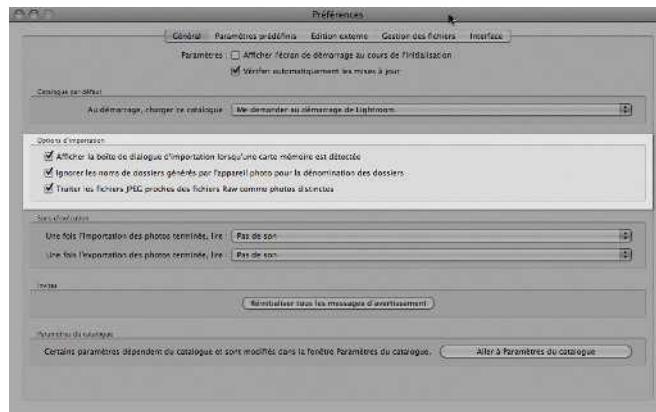 Préférences
Général Paramètres prédéfinis Edition externe Gestion des fichiers Interface
Paramètres : Afficher l'écran de démarrage au cours de l'initialisation
Vérifier automatiquement les mises à jour
Catalogue par défaut
Au démarrage, charger ce catalogue Me demander au démarrage de Lightroom
Options d'importation
Afficher la boîte de dialogue d'importation lorsqu'une carte mémoire est détectée
Ignorer les noms de dossiers générés par l'appareil photo pour la dénomination des dossiers
Traiter les fichiers JPEG proches des fichiers Raw comme photos distinctes
Sons d'exécution
Une fois l'importation des photos terminée, lire : Pas de son
Une fois l'exportation des photos terminée, lire : Pas de son
Invites
Réinitialiser tous les messages d'avertissement
Paramètres du catalogue
Certains paramètres dépendent du catalogue et sont modifiés dans la fenêtre Paramètres du catalogue. Aller à Paramètres du catalogue